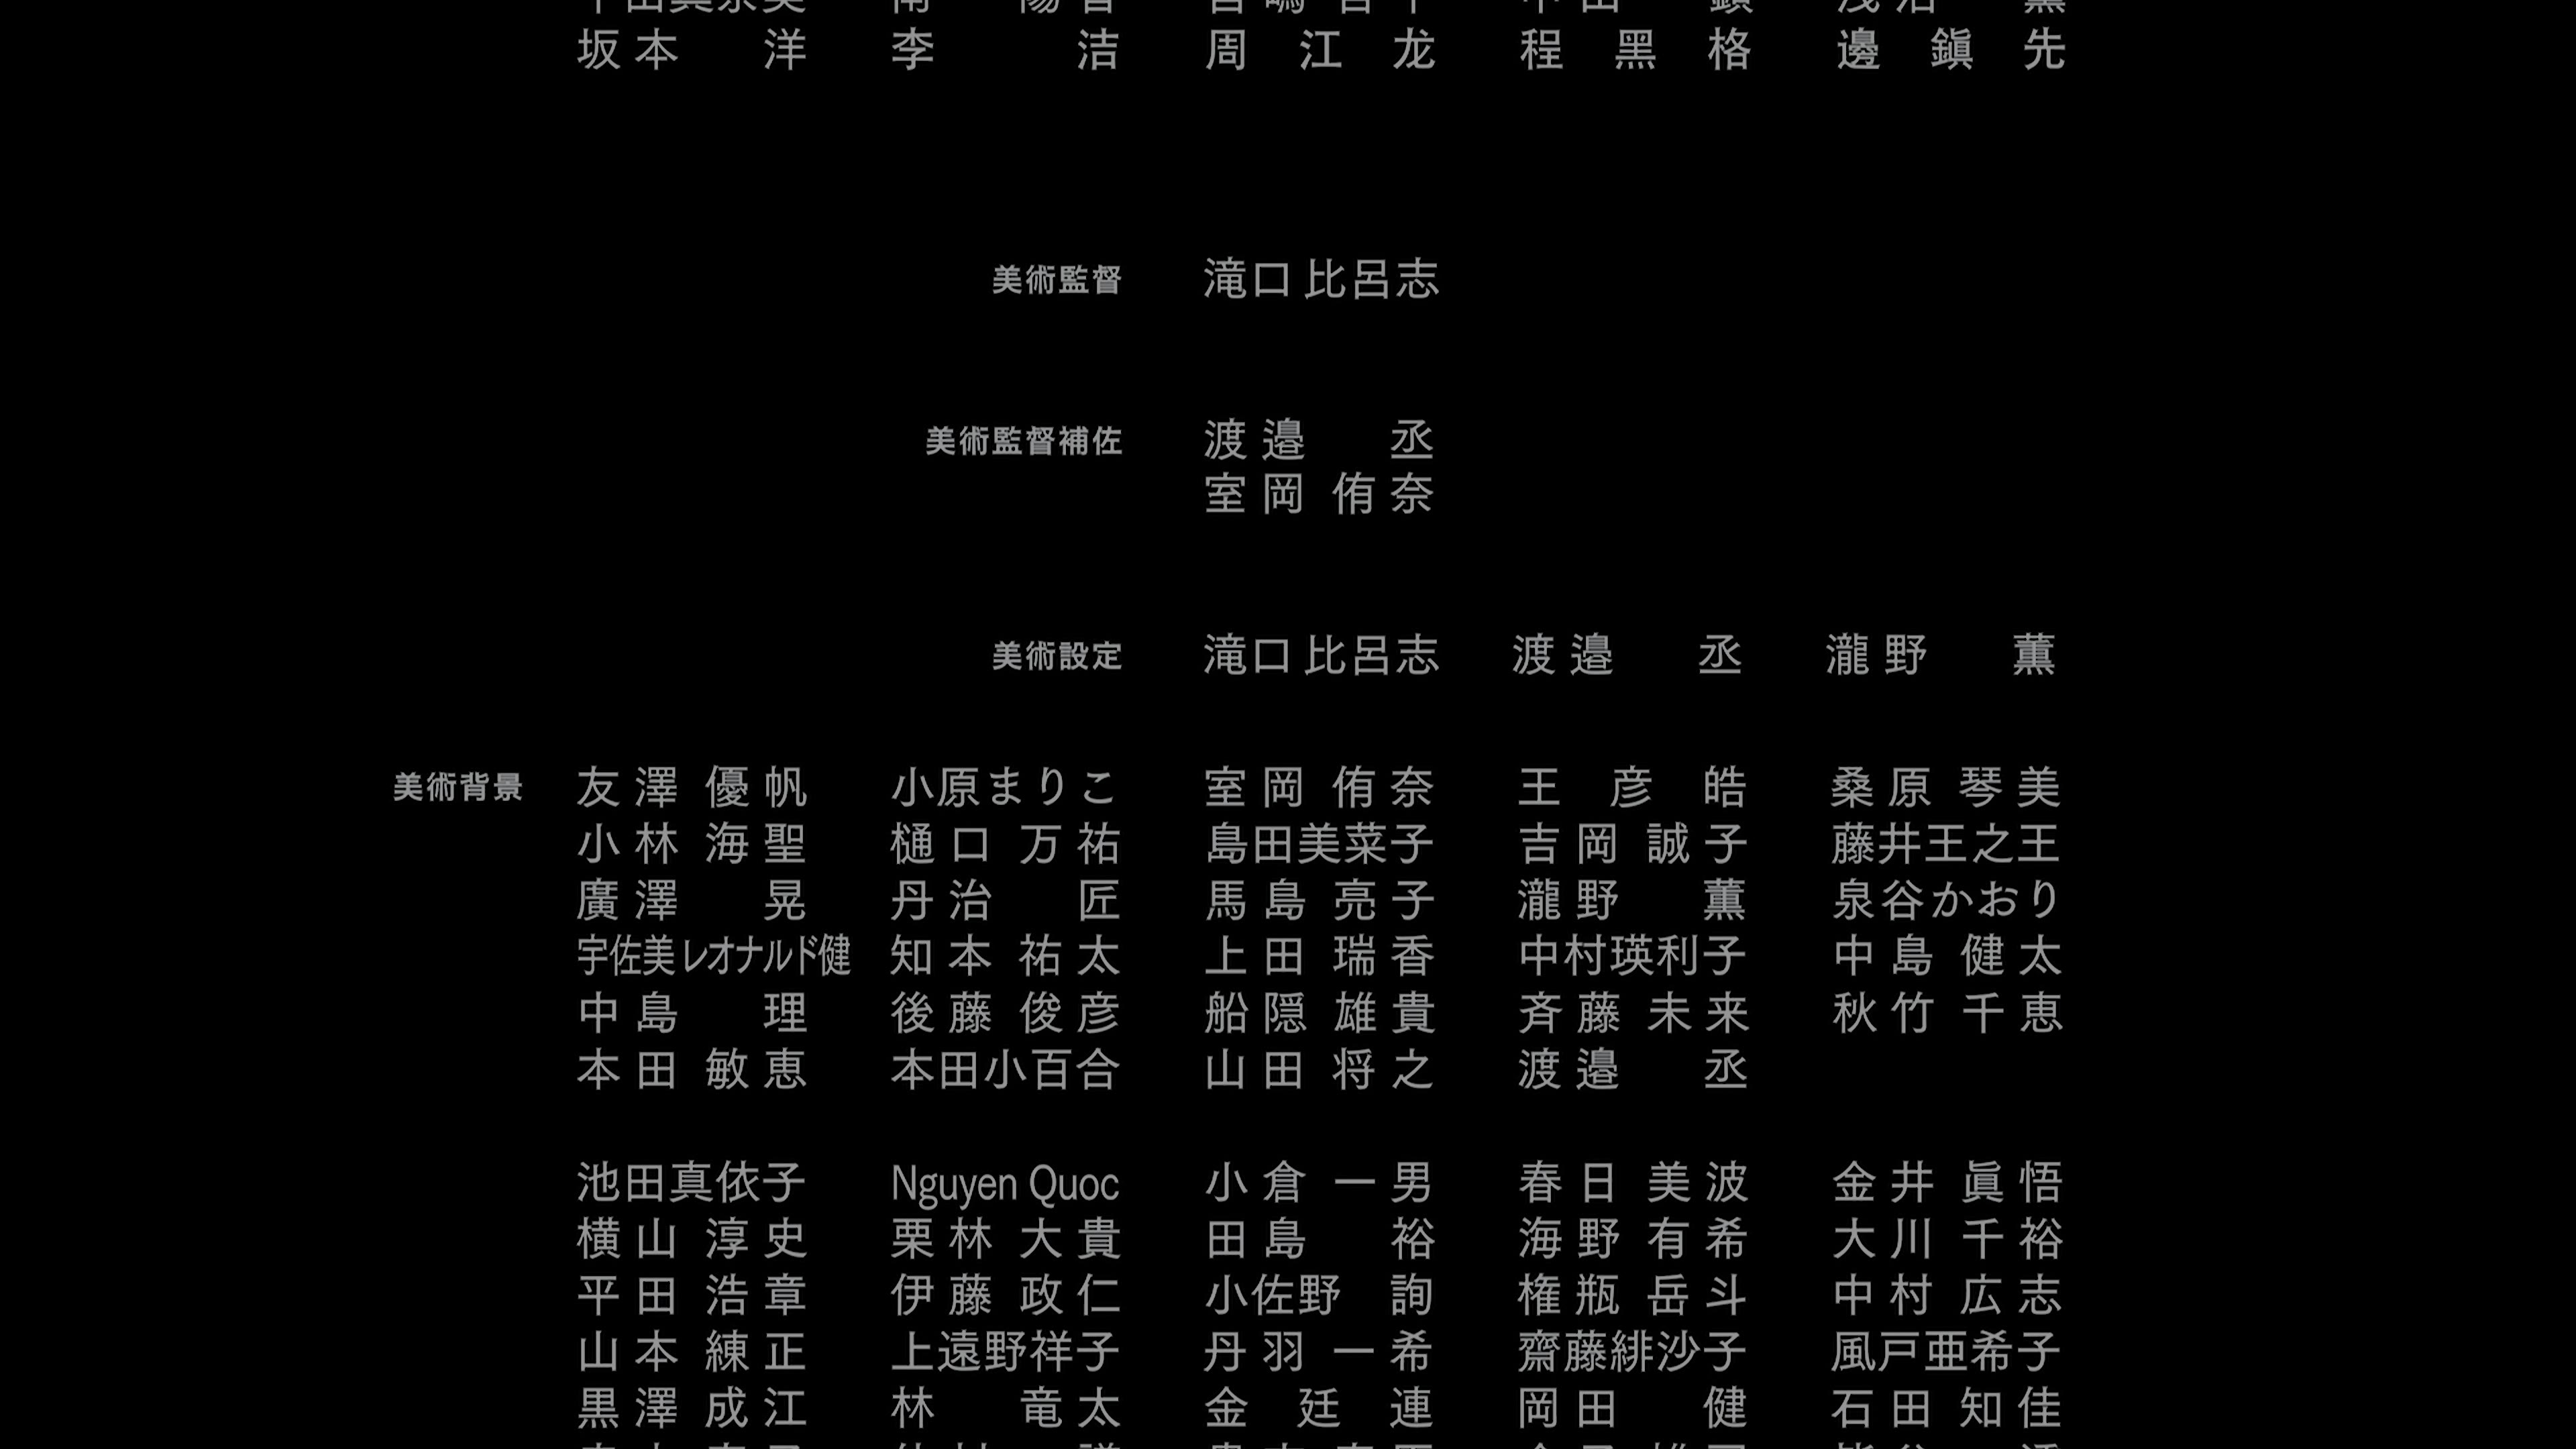 坂本 洋 李 洁 周江龙 程黑格 邊鎭先
美術監督 滝口比呂志
美術監督補佐 渡邉 丞
室岡侑奈
美術設定 滝口比呂志 渡邉 丞 瀧野 薫
美術背景 友澤優帆 小原まりこ 室岡侑奈 王彦皓 桑原琴美
小林海聖 樋口万祐 島田美菜子 吉岡誠子 藤井王之王
廣澤 晃 丹治 匠 馬島亮子 瀧野 薫 泉谷かおり
宇佐美レオナルド健 知本祐太 上田瑞香 中村瑛利子 中島健太
中島 理 後藤俊彦 船隠雄貴 斉藤未来 秋竹千恵
本田敏恵 本田小百合 山田将之 渡邉 丞
池田真依子 Nguyen Quoc 小倉一男 春日美波 金井眞悟
横山淳史 栗林大貴 田島 裕 海野有希 大川千裕
平田浩章 伊藤政仁 小佐野 詢 権瓶岳斗 中村広志
山本練正 上遠野祥子 丹羽一希 齋藤緋沙子 風戸亜希子
黒澤成江 林 竜太 金廷連 岡田 健 石田知佳